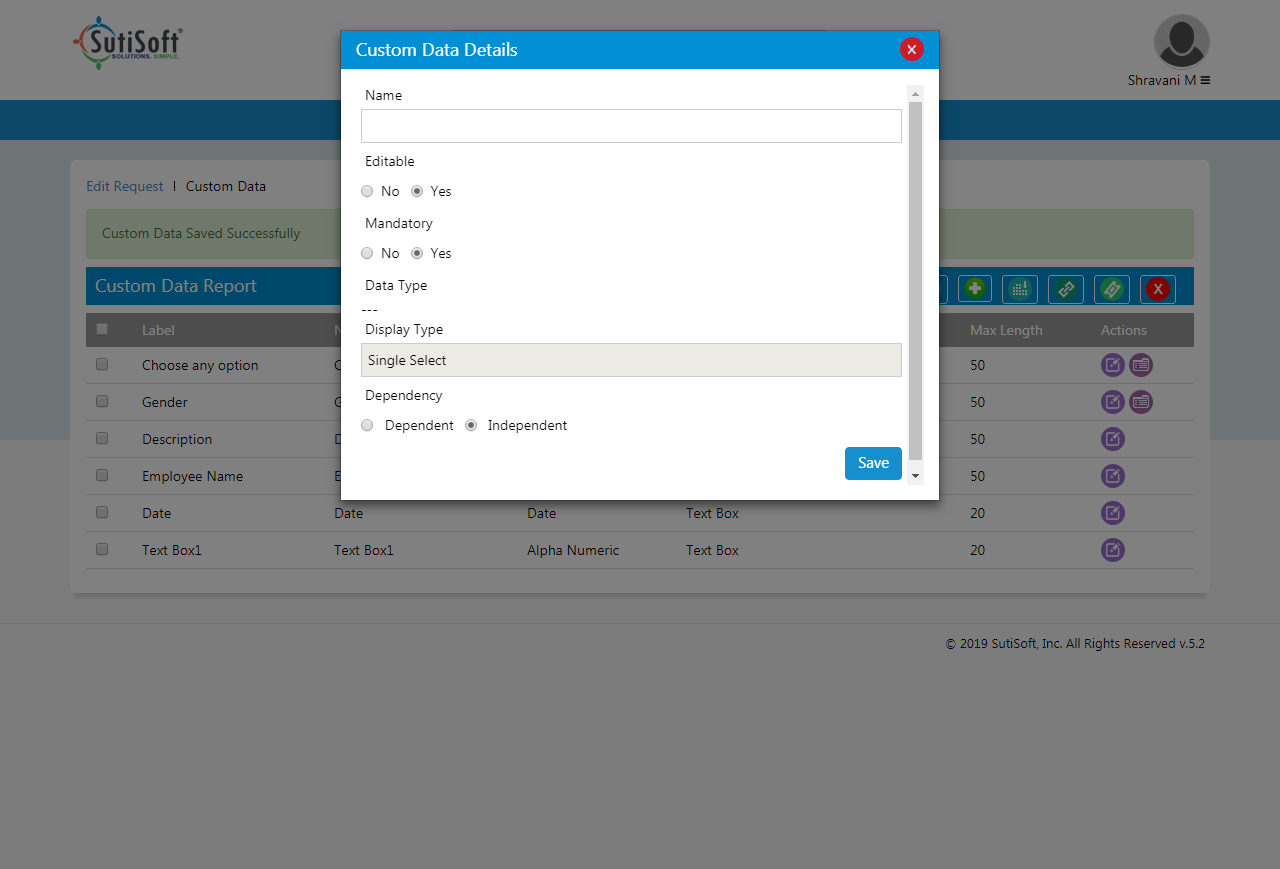 SutiSoft
SOLUTIONS. SIMPLE.
Shravani M
Custom Data Details
Name
Editable
No Yes
Mandatory
No Yes
Data Type
---
Display Type
Single Select
Dependency
Dependent Independent
Save
Edit Request | Custom Data
Custom Data Saved Successfully
Custom Data Report
Label Max Length Actions
Choose any option 50
Gender 50
Description 50
Employee Name 50
Date Date Date Text Box 20
Text Box1 Text Box1 Alpha Numeric Text Box 20
© 2019 SutiSoft, Inc. All Rights Reserved v.5.2